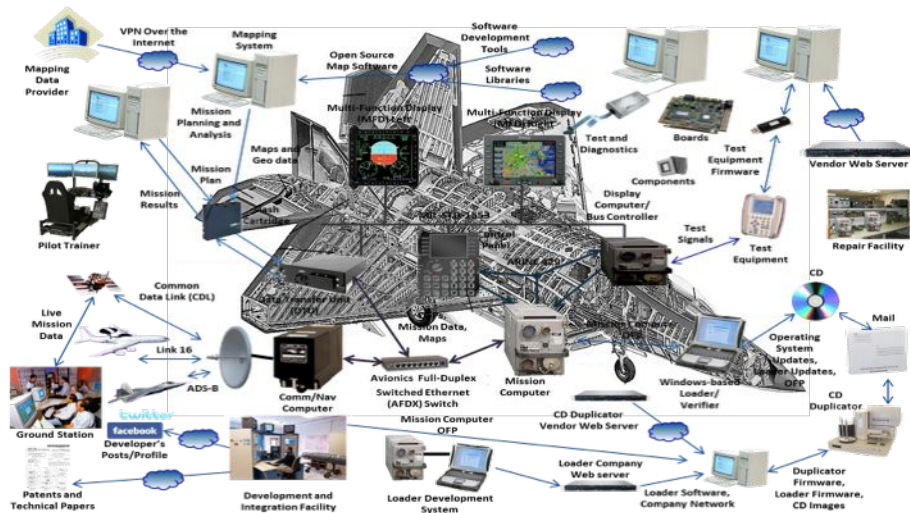 VPN Over the
Internet
Mapping
System
Software
Development
Tools
Open Source
Map Software
Software
Libraries
Mapping
Data
Provider
Mission
Planning and
Analysis
Multi-Function Display
(MFD) Left
Multi-Function Display
(MFD) Right
Test and
Diagnostics
Boards
Test
Equipment
Firmware
Vendor Web Server
Maps and
Geo data
Mission
Plan
Mission
Results
Components
Display
Computer/
Bus Controller
Pilot Trainer
Test
Signals
Test
Equipment
Repair Facility
Panel
ARINC 429
CD
Common
Data Link (CDL)
Data Transfer Unit
(DTU)
Live
Mission
Data
Mission Data,
Maps
Mail
Link 16
Operating
System
Updates,
Loader Updates,
OFP
ADS-B
Avionics Full-Duplex
Switched Ethernet
(AFDX) Switch
Mission
Computer
Windows-based
Loader/
Verifier
Comm/Nav
Computer
CD
Duplicator
Ground Station
twitter
facebook
Developer's
Posts/Profile
Mission Computer
OFP
CD Duplicator
Vendor Web Server
Loader Company
Web server
Patents and
Technical Papers
Development and
Integration Facility
Loader Development
System
Loader Software,
Company Network
Duplicator
Firmware,
Loader Firmware,
CD Images